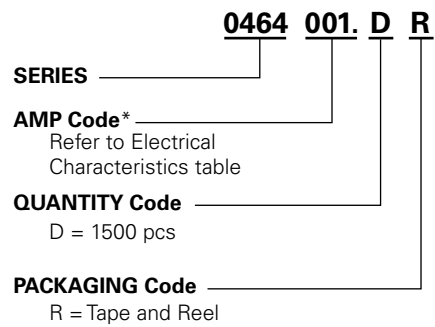 0464 001. D R
SERIES
AMP Code*
Refer to Electrical
Characteristics table
QUANTITY Code
D = 1500 pcs
PACKAGING Code
R = Tape and Reel